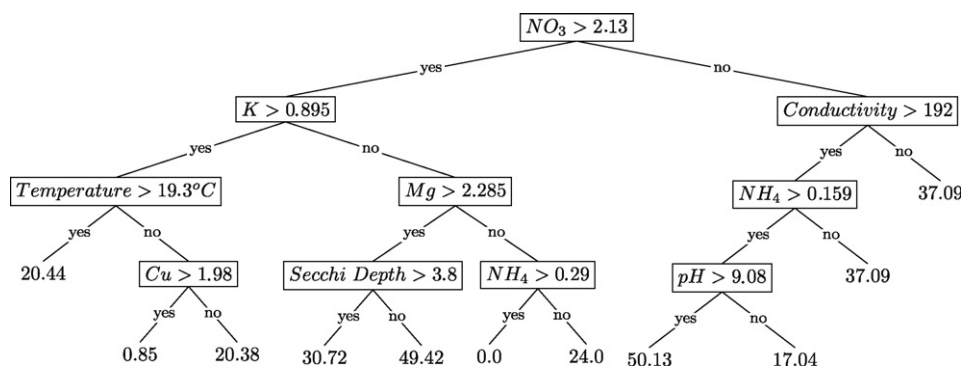 NO₃ > 2.13
yes no
K > 0.895 Conductivity > 192
yes no yes no
Temperature > 19.3°C Mg > 2.285 NH₄ > 0.159 37.09
yes no yes no yes no
20.44 Cu > 1.98 Secchi Depth > 3.8 NH₄ > 0.29 pH > 9.08 37.09
yes no yes no yes no yes no
0.85 20.38 30.72 49.42 0.0 24.0 50.13 17.04